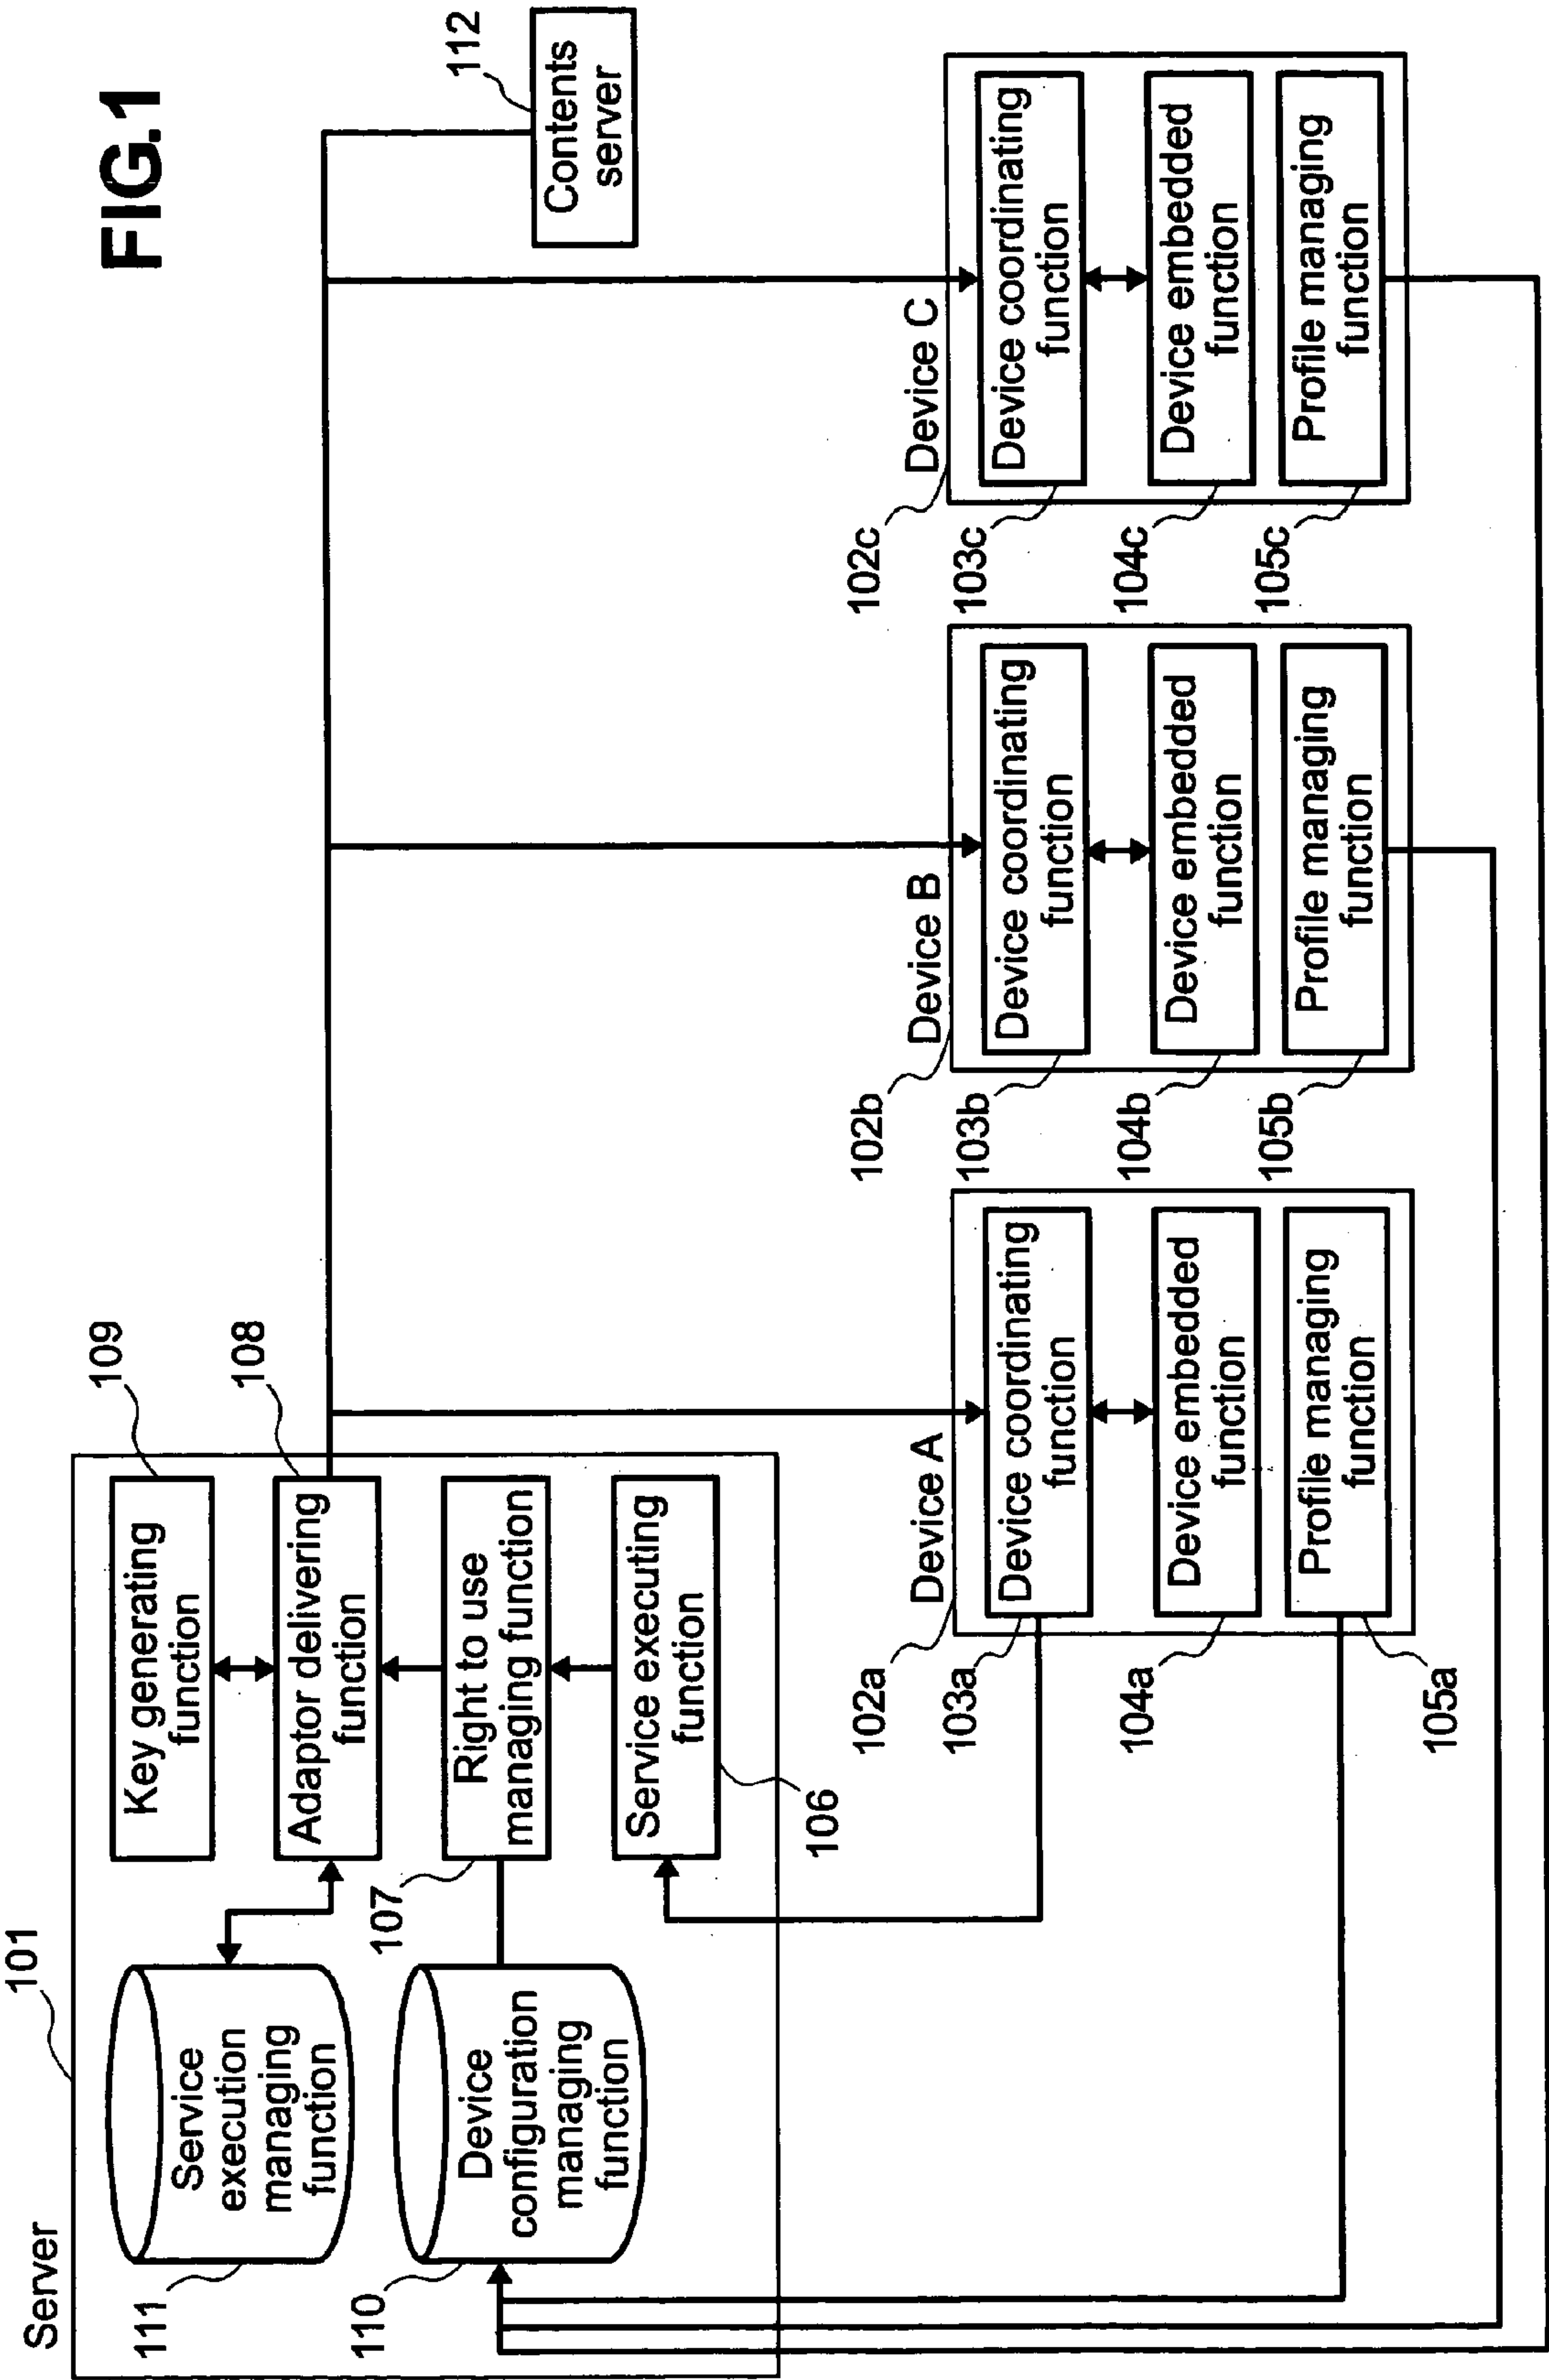 FIG.1
Server
101
111
Service
execution
managing
function
110
Device
configuration
managing
function
Key generating
function
109
Adaptor delivering
function
108
Right to use
managing function
107
Service executing
function
106
112
Contents
server
Device A
102a
Device coordinating
function
103a
Device embedded
function
104a
Profile managing
function
105a
Device B
102b
Device coordinating
function
103b
Device embedded
function
104b
Profile managing
function
105b
Device C
102c
Device coordinating
function
103c
Device embedded
function
104c
Profile managing
function
105c